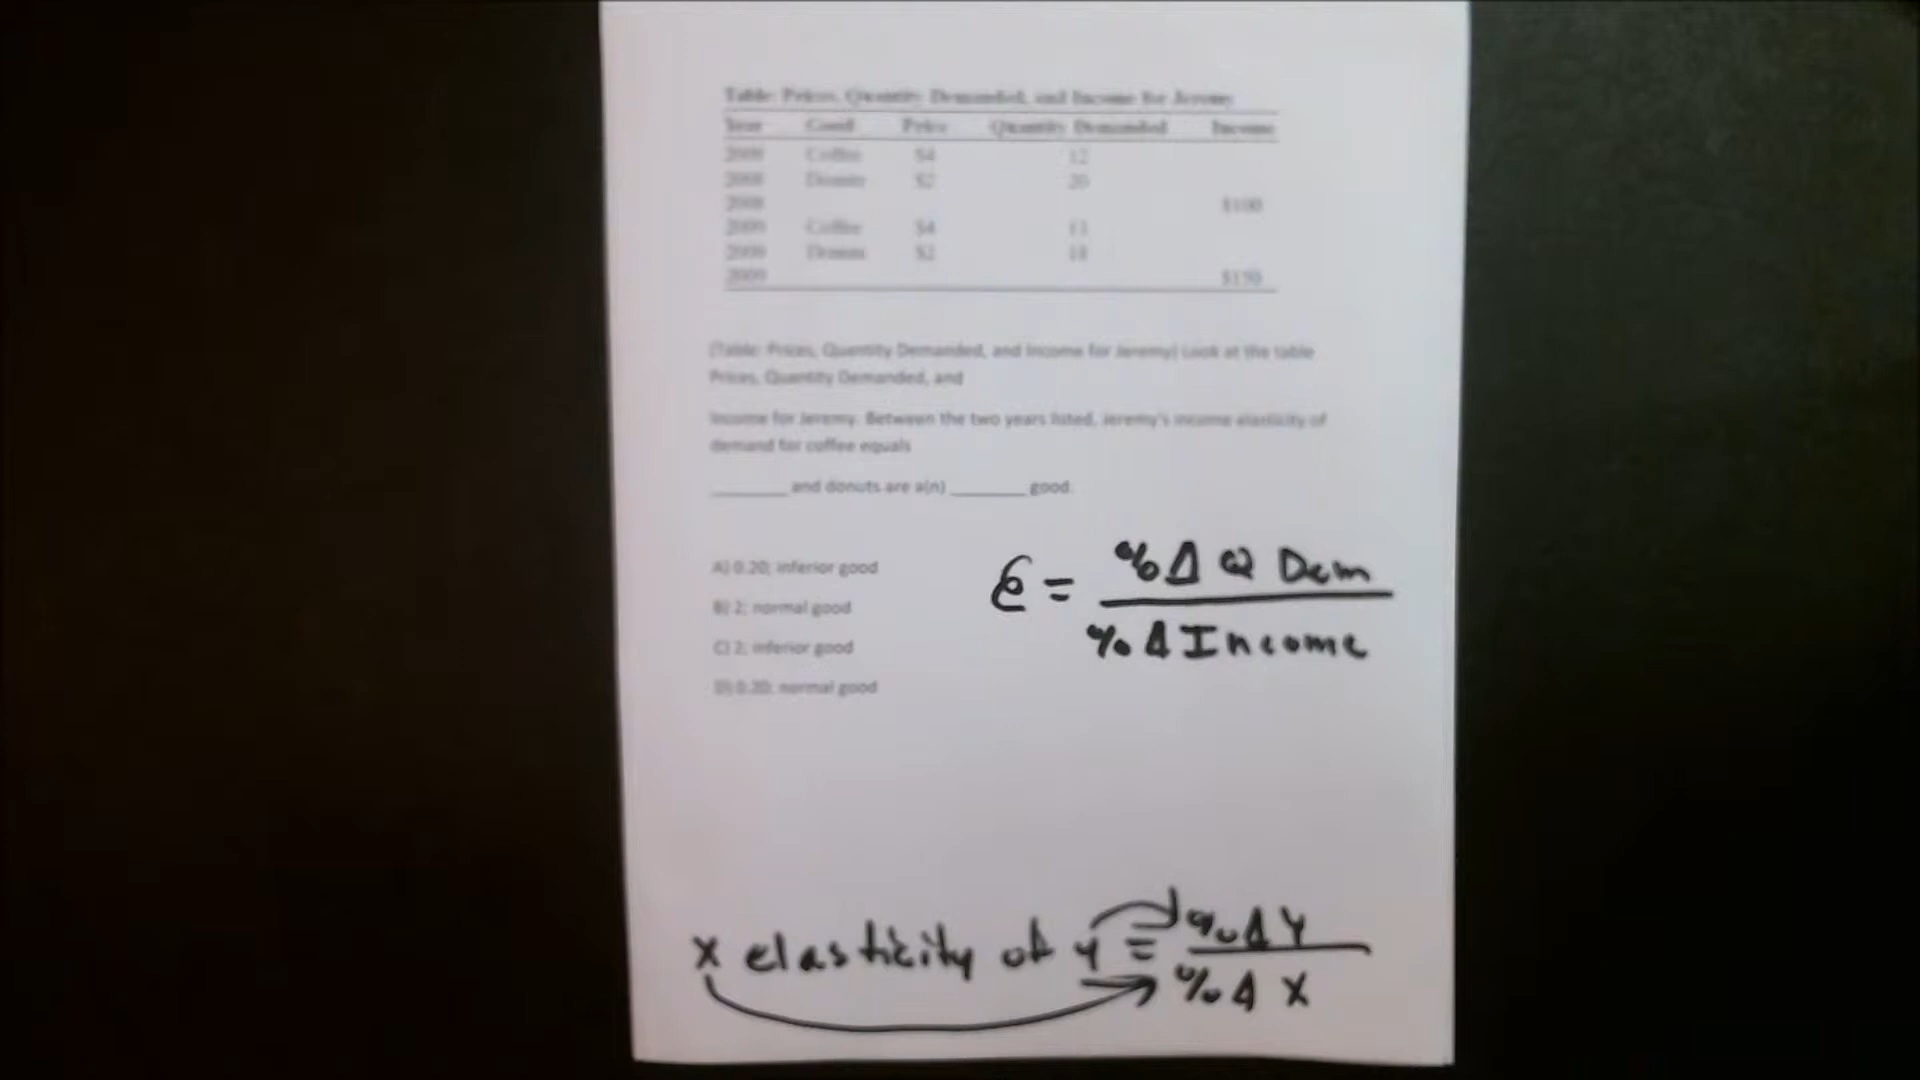 Table: Prices, Quantity Demanded, and Income for Jeremy
Year Good Price Quantity Demanded Income
2008 Coffee $4 12
2008 Donuts $2 20
2008 $100
2009 Coffee $4
2009 Donuts $2 18
2009 $150
(Table: Prices, Quantity Demanded, and Income for Jeremy) Look at the table
Prices, Quantity Demanded, and
Income for Jeremy. Between the two years listed, Jeremy's income elasticity of
demand for coffee equals
________ and donuts are a(n) ________ good.
A) 0.20; inferior good
B) 2; normal good
C) 2; inferior good
D) 0.20; normal good
ϵ = %Δ Q Dem
%Δ Income
X elasticity of y = %Δ Y
%Δ X